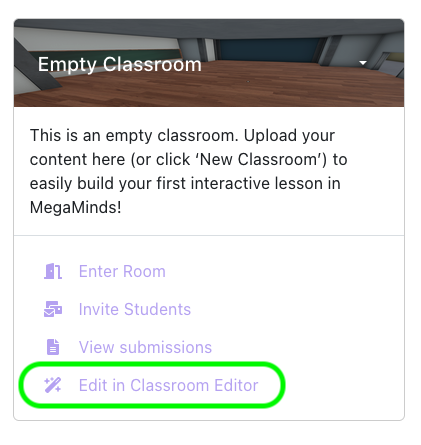 Empty Classroom
This is an empty classroom. Upload your
content here (or click ‘New Classroom’) to
easily build your first interactive lesson in
MegaMinds!
Enter Room
Invite Students
View submissions
Edit in Classroom Editor